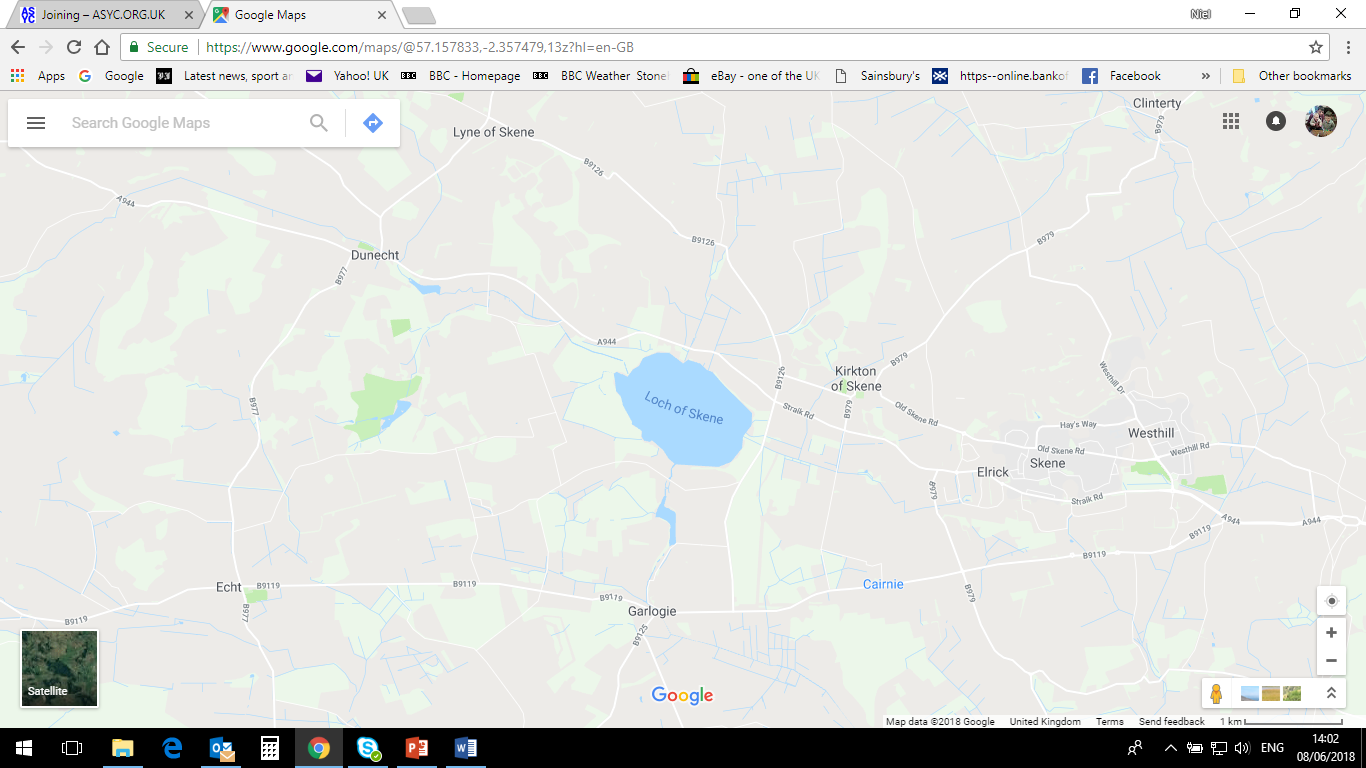 Joining – ASYC.ORG.UK
Google Maps
Niel
Secure
https://www.google.com/maps/@57.157833,-2.357479,13z?hl=en-GB
Apps
Google
Latest news, sport ar
Yahoo! UK
BBC - Homepage
BBC Weather Stone
eBay - one of the UK
Sainsbury's
https--online.bankof
Facebook
»
Other bookmarks
Search Google Maps
Lyne of Skene
Clinterty
B979
B9126
A944
B9126
B979
Dunecht
B977
A944
Loch of Skene
B9126
Kirkton
of Skene
B979
Westhill Dr
B977
Straik Rd
B979
Old Skene Rd
Hay's Way
Westhill
Old Skene Rd
Westhill Rd
Skene
Elrick
B979
Straik Rd
A944
A944
B9119
B9119
Echt
B9119
B9119
B9119
Cairnie
B979
Garlogie
B977
B9119
B9125
Satellite
Google
Map data ©2018 Google
United Kingdom
Terms
Send feedback
1 km
ENG
14:02
08/06/2018